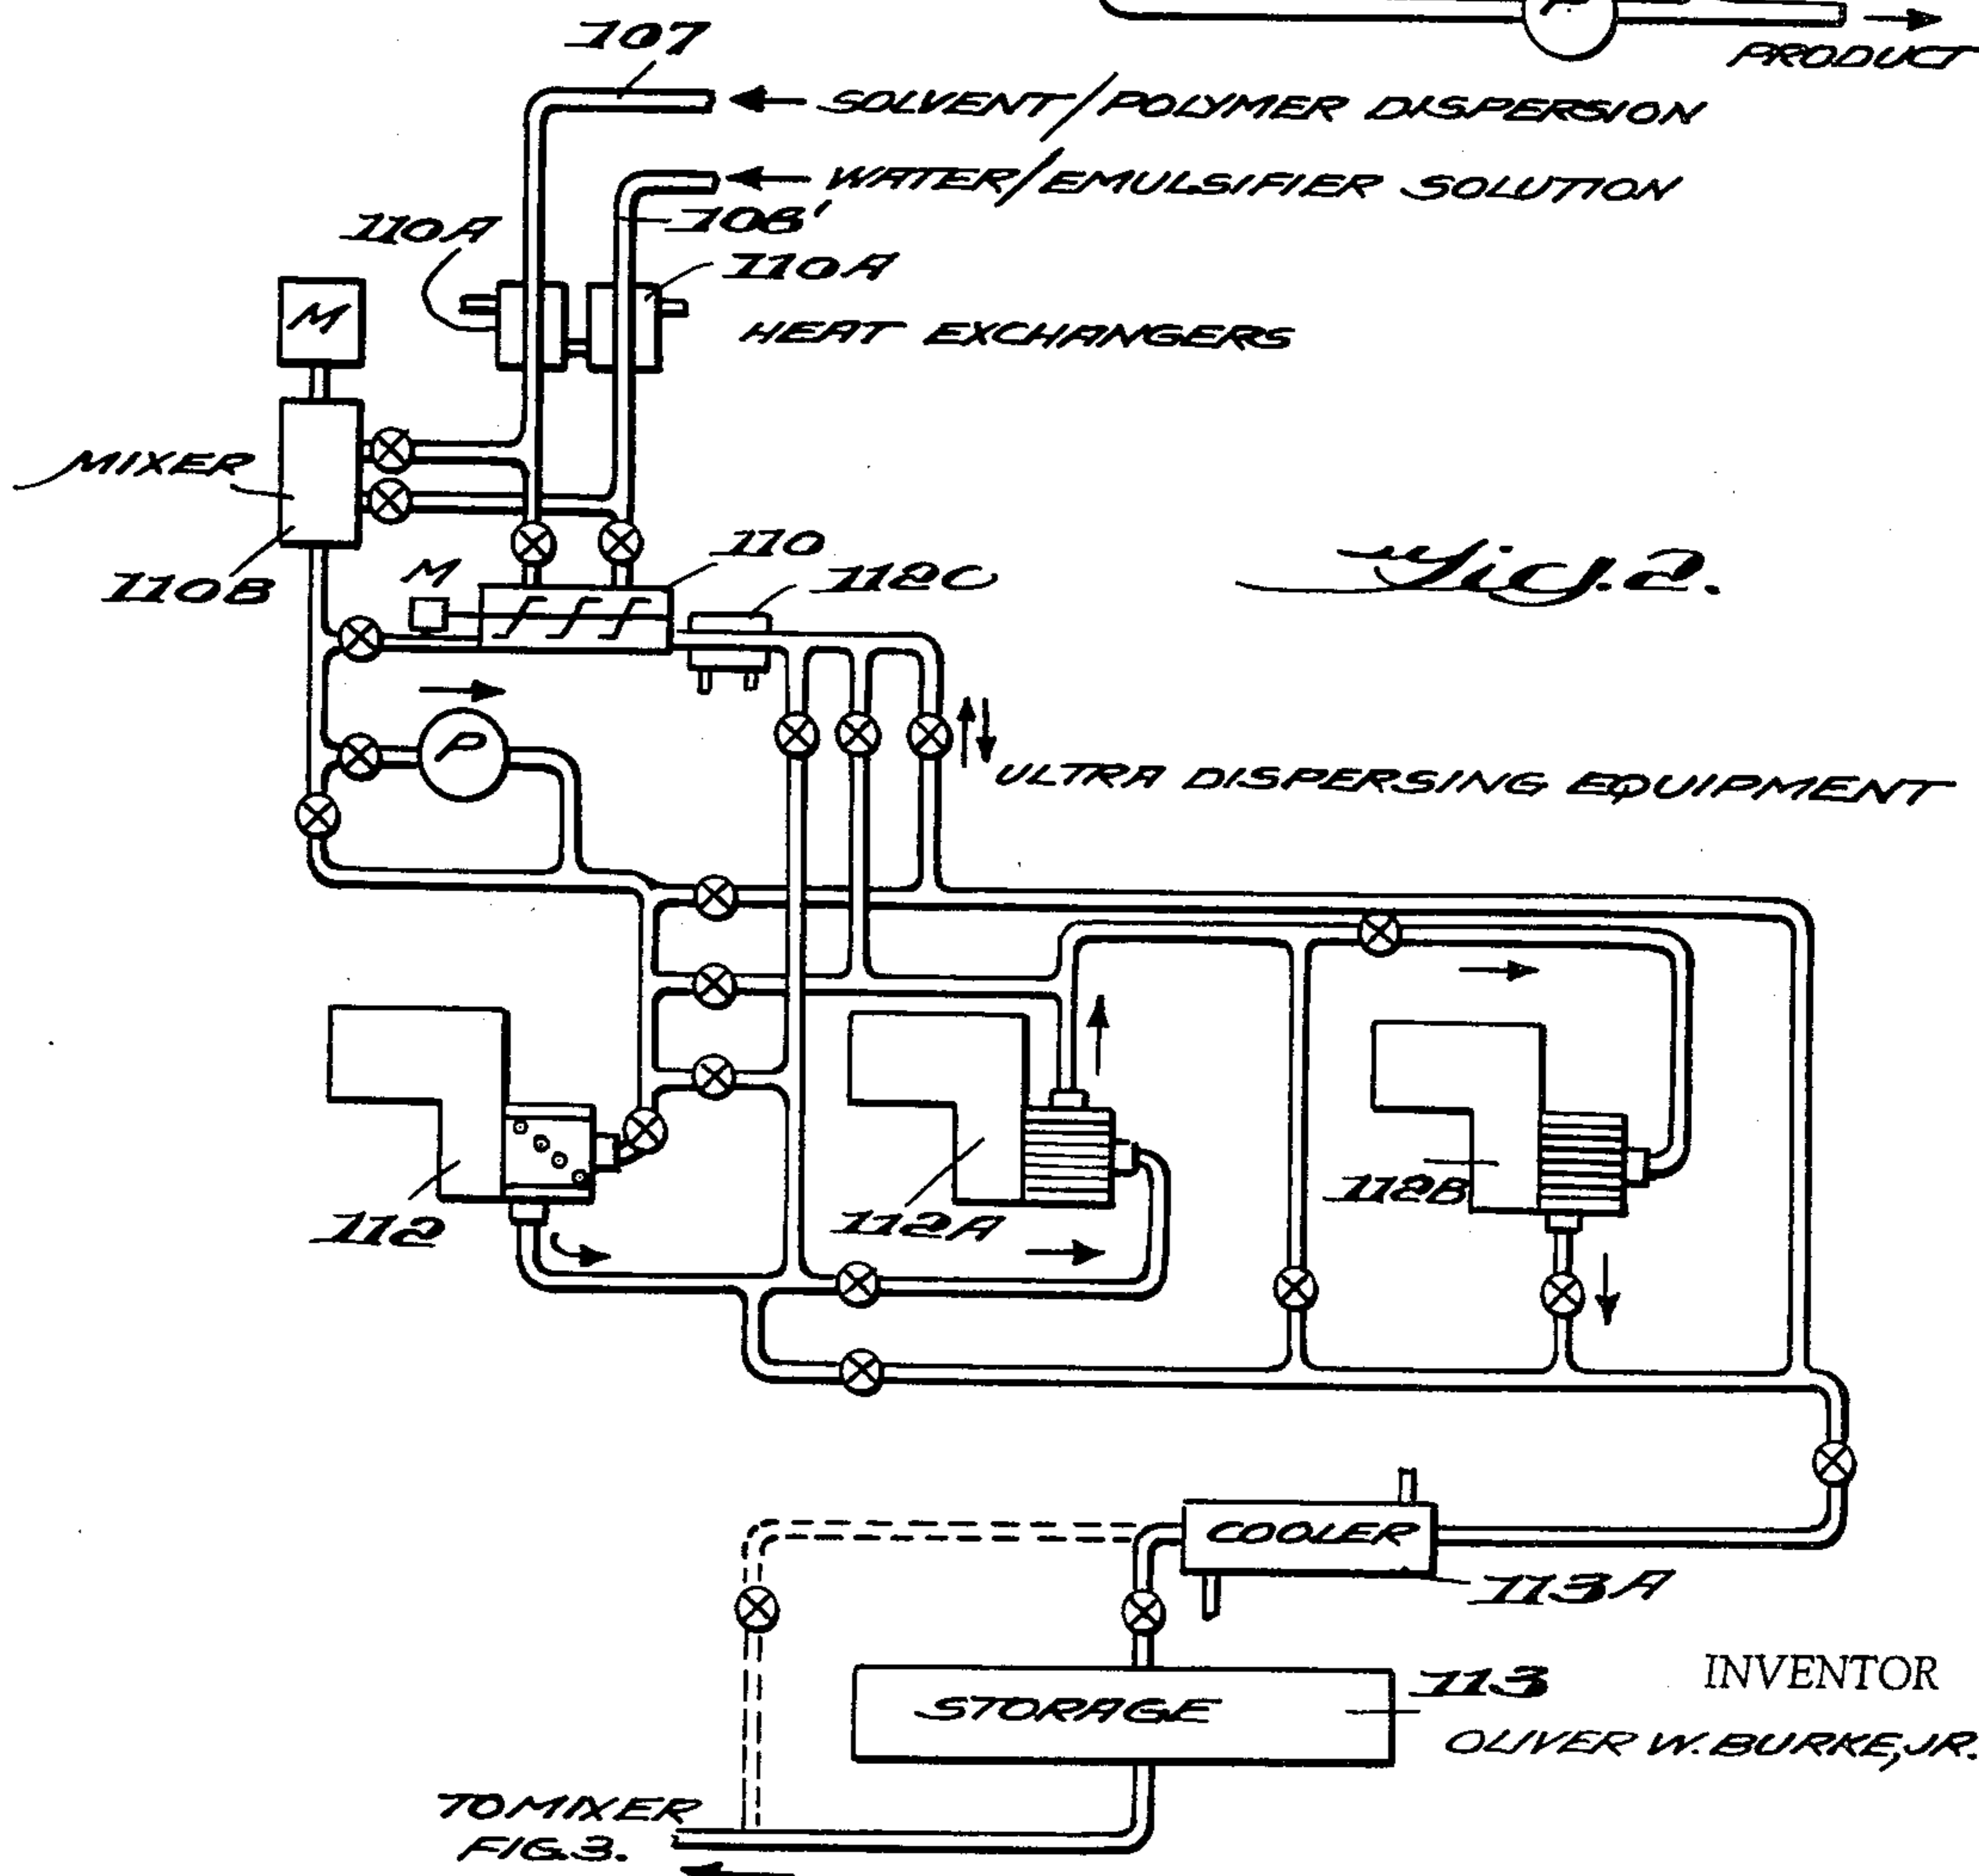 P
PRODUCT
107
SOLVENT/POLYMER DISPERSION
WATER/EMULSIFIER SOLUTION
108'
110A
110A
HEAT EXCHANGERS
M
MIXER
110B
M
110
112C
Fig. 2.
P
ULTRA DISPERSING EQUIPMENT
112
112A
112B
COOLER
113A
STORAGE
113
INVENTOR
OLIVER W. BURKE, JR.
TO MIXER
FIG. 3.